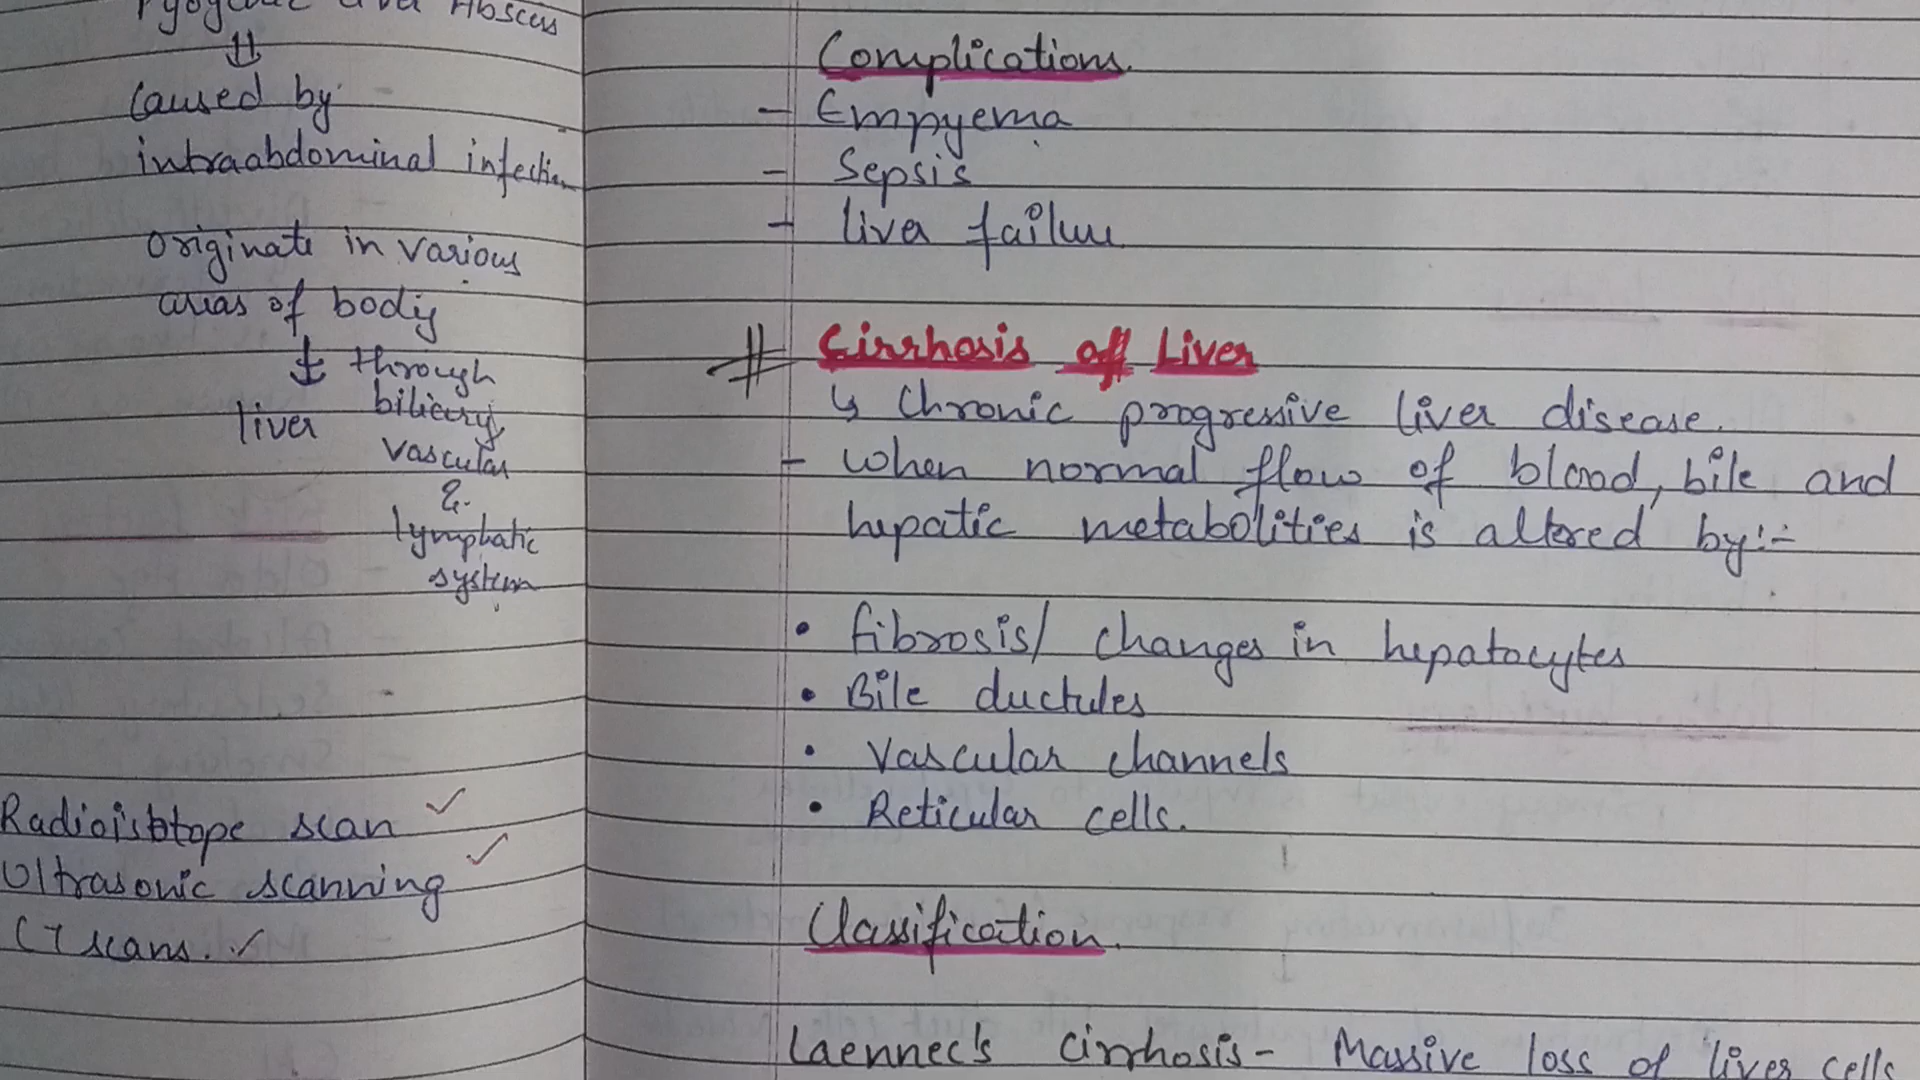 Pyogenic Liver Abscess
⇓
Caused by
intraabdominal infection
originate in various
areas of body
↓ through
liver biliary,
vascular
&
lymphatic
system
Radioisotope scan ✓
Ultrasonic scanning ✓
CT scans. ✓
Complications.
- Empyema
- Sepsis
- liver failure
# Cirrhosis of Liver
↳ Chronic progressive liver disease.
- When normal flow of blood, bile and
hepatic metabolities is altered by:-
• fibrosis/ changes in hepatocytes
• Bile ductules
• Vascular channels
• Reticular cells.
Classification.
Laennec's Cirrhosis - Massive loss of liver cells